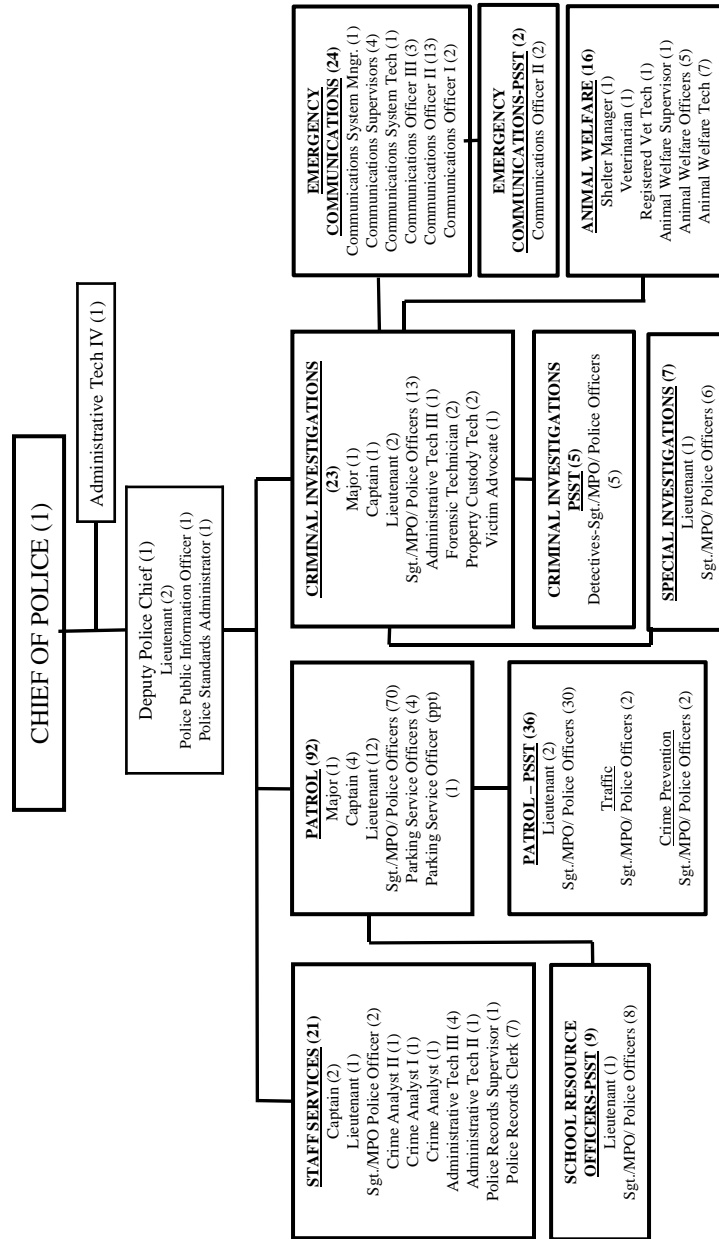 CHIEF OF POLICE (1)
Administrative Tech IV (1)
Deputy Police Chief (1)
Lieutenant (2)
Police Public Information Officer (1)
Police Standards Administrator (1)
STAFF SERVICES (21)
Captain (2)
Lieutenant (1)
Sgt./MPO Police Officer (2)
Crime Analyst II (1)
Crime Analyst I (1)
Crime Analyst (1)
Administrative Tech III (4)
Administrative Tech II (1)
Police Records Supervisor (1)
Police Records Clerk (7)
PATROL (92)
Major (1)
Captain (4)
Lieutenant (12)
Sgt./MPO/ Police Officers (70)
Parking Service Officers (4)
Parking Service Officer (ppt)
(1)
CRIMINAL INVESTIGATIONS
(23)
Major (1)
Captain (1)
Lieutenant (2)
Sgt./MPO/ Police Officers (13)
Administrative Tech III (1)
Forensic Technician (2)
Property Custody Tech (2)
Victim Advocate (1)
EMERGENCY
COMMUNICATIONS (24)
Communications System Mngr. (1)
Communications Supervisors (4)
Communications System Tech (1)
Communications Officer III (3)
Communications Officer II (13)
Communications Officer I (2)
SCHOOL RESOURCE
OFFICERS-PSST (9)
Lieutenant (1)
Sgt./MPO/ Police Officers (8)
PATROL – PSST (36)
Lieutenant (2)
Sgt./MPO/ Police Officers (30)
Traffic
Sgt./MPO/ Police Officers (2)
Crime Prevention
Sgt./MPO/ Police Officers (2)
CRIMINAL INVESTIGATIONS
PSST (5)
Detectives-Sgt./MPO/ Police Officers
(5)
EMERGENCY
COMMUNICATIONS-PSST (2)
Communications Officer II (2)
SPECIAL INVESTIGATIONS (7)
Lieutenant (1)
Sgt./MPO/ Police Officers (6)
ANIMAL WELFARE (16)
Shelter Manager (1)
Veterinarian (1)
Registered Vet Tech (1)
Animal Welfare Supervisor (1)
Animal Welfare Officers (5)
Animal Welfare Tech (7)